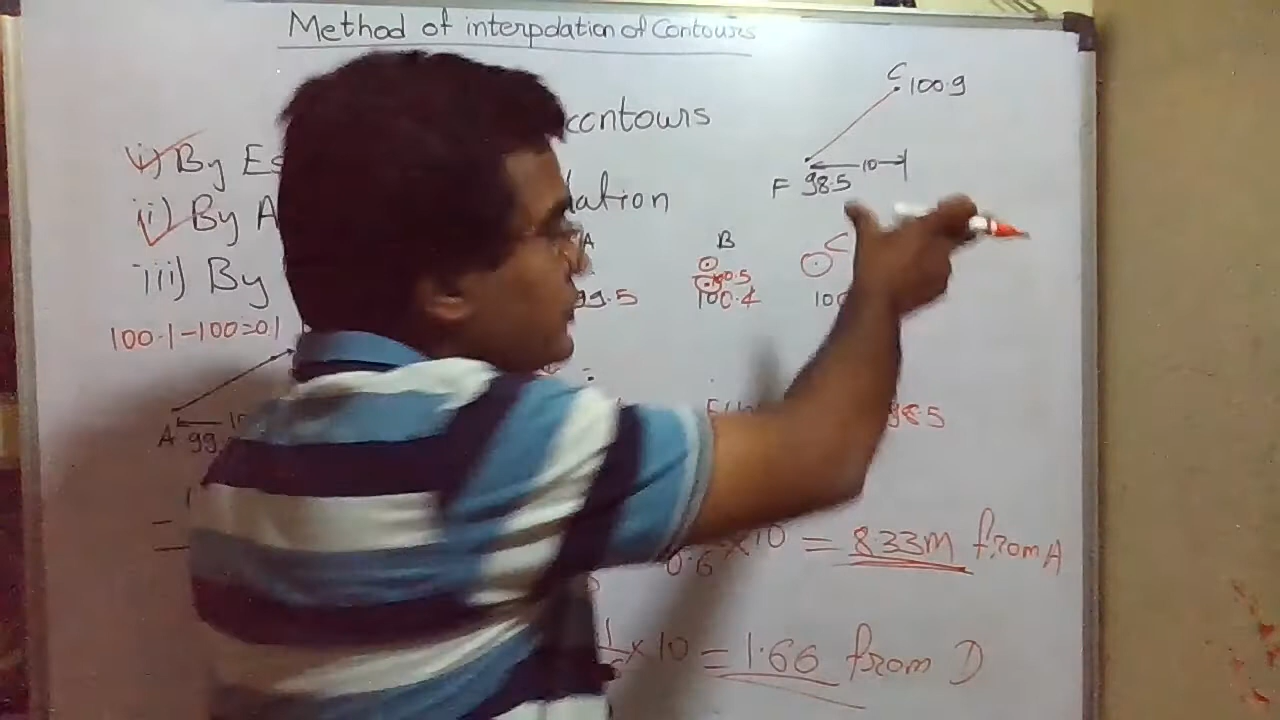 Method of interpolation of Contours
C 100.9
contours
i) By Es
10
F 98.5
ii) By A lation
A B C
iii) By
100.5
99.5 100.4 100
100.1-100=0.1
98.5
A
99.
0.6 x10 = 8.33m from A
x 10 = 1.66 from D